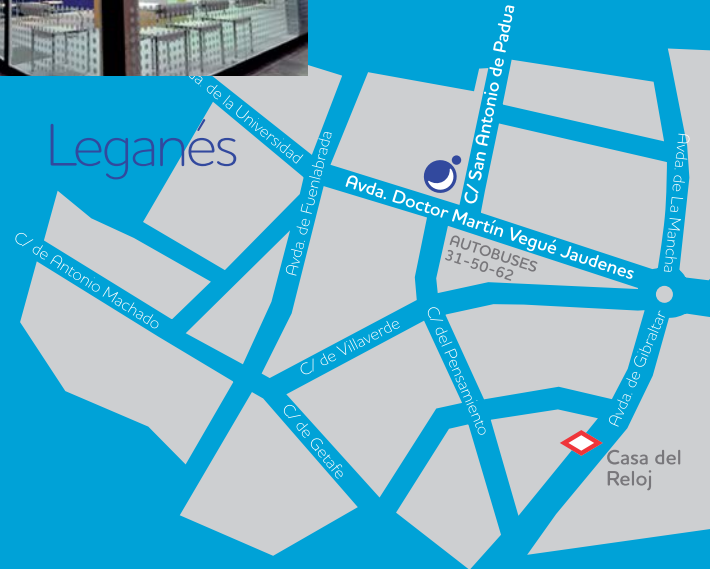 C/ San Antonio de Padua
da de la Universidad
Leganés
Avda. de Fuenlabrada
Avda. de La Mancha
Avda. Doctor Martín Vegué Jaudenes
AUTOBUSES
31-50-62
C/ de Antonio Machado
C/ de Villaverde
C/ del Pensamiento
Avda. de Gibraltar
C/ de Getafe
Casa del
Reloj